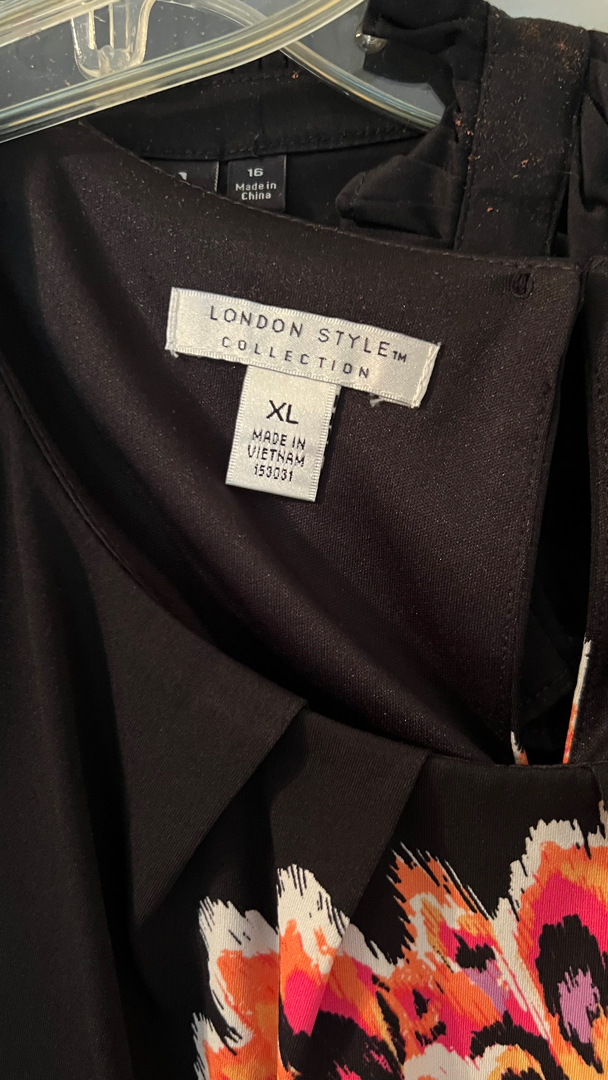 16
Made in
China
LONDON STYLE™
COLLECTION
XL
MADE IN
VIETNAM
153031